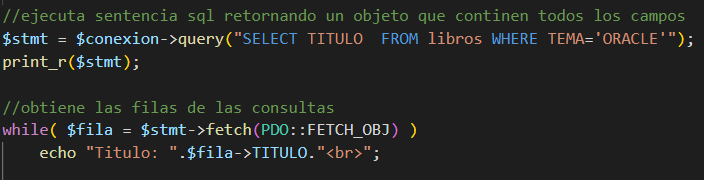 //ejecuta sentencia sql retornando un objeto que continen todos los campos
$stmt = $conexion->query("SELECT TITULO  FROM libros WHERE TEMA='ORACLE'");
print_r($stmt);

//obtiene las filas de las consultas
while( $fila = $stmt->fetch(PDO::FETCH_OBJ) )
    echo "Titulo: ".$fila->TITULO."<br>";